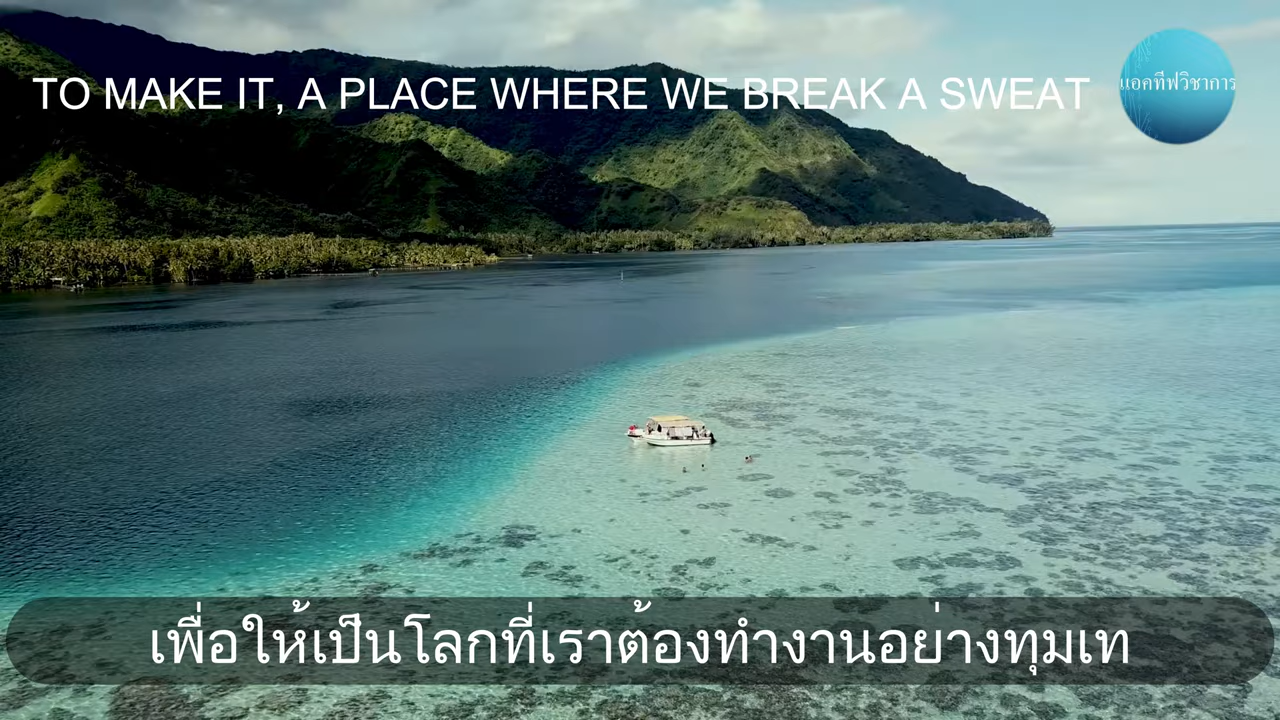 TO MAKE IT, A PLACE WHERE WE BREAK A SWEAT
แอคทีฟวิชาการ
เพื่อให้เป็นโลกที่เราต้องทำงานอย่างทุมเท